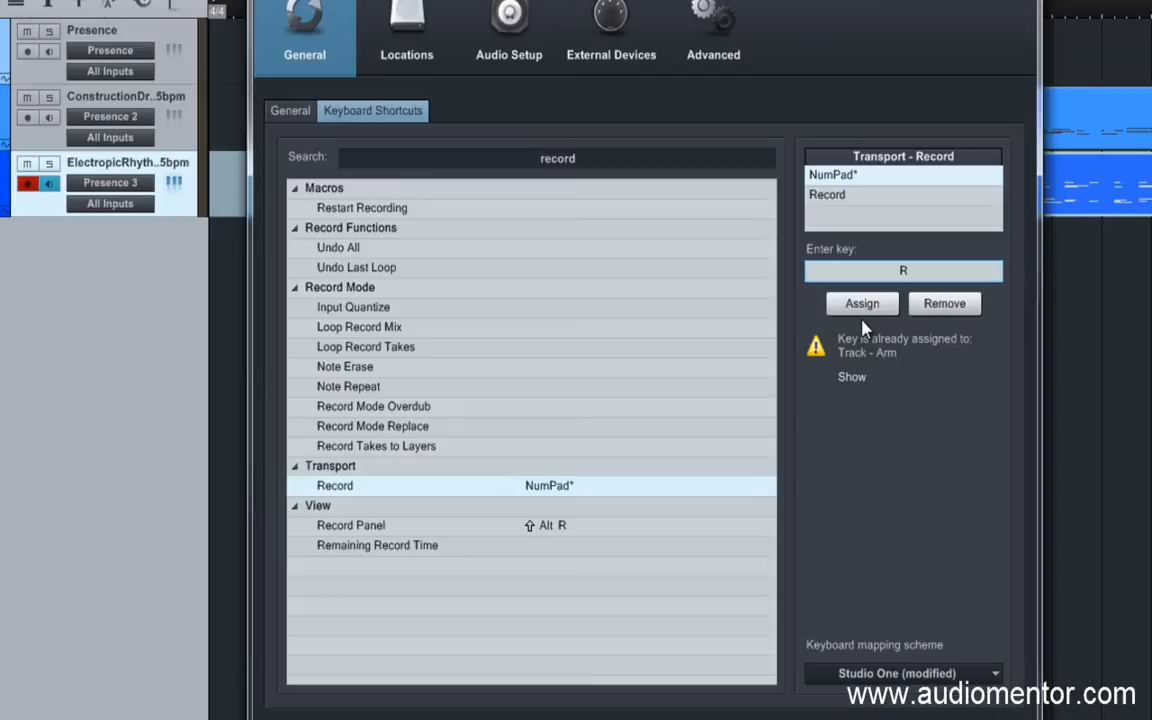 4/4
M S Presence
Presence
All Inputs
M S ConstructionDr..5bpm
Presence 2
All Inputs
M S ElectropicRhyth..5bpm
Presence 3
All Inputs
General
Locations
Audio Setup
External Devices
Advanced
General
Keyboard Shortcuts
Search:
record
Macros
Restart Recording
Record Functions
Undo All
Undo Last Loop
Record Mode
Input Quantize
Loop Record Mix
Loop Record Takes
Note Erase
Note Repeat
Record Mode Overdub
Record Mode Replace
Record Takes to Layers
Transport
Record NumPad*
View
Record Panel ⇧ Alt R
Remaining Record Time
Transport - Record
NumPad*
Record
Enter key:
R
Assign
Remove
Key is already assigned to:
Track - Arm
Show
Keyboard mapping scheme
Studio One (modified)
www.audiomentor.com